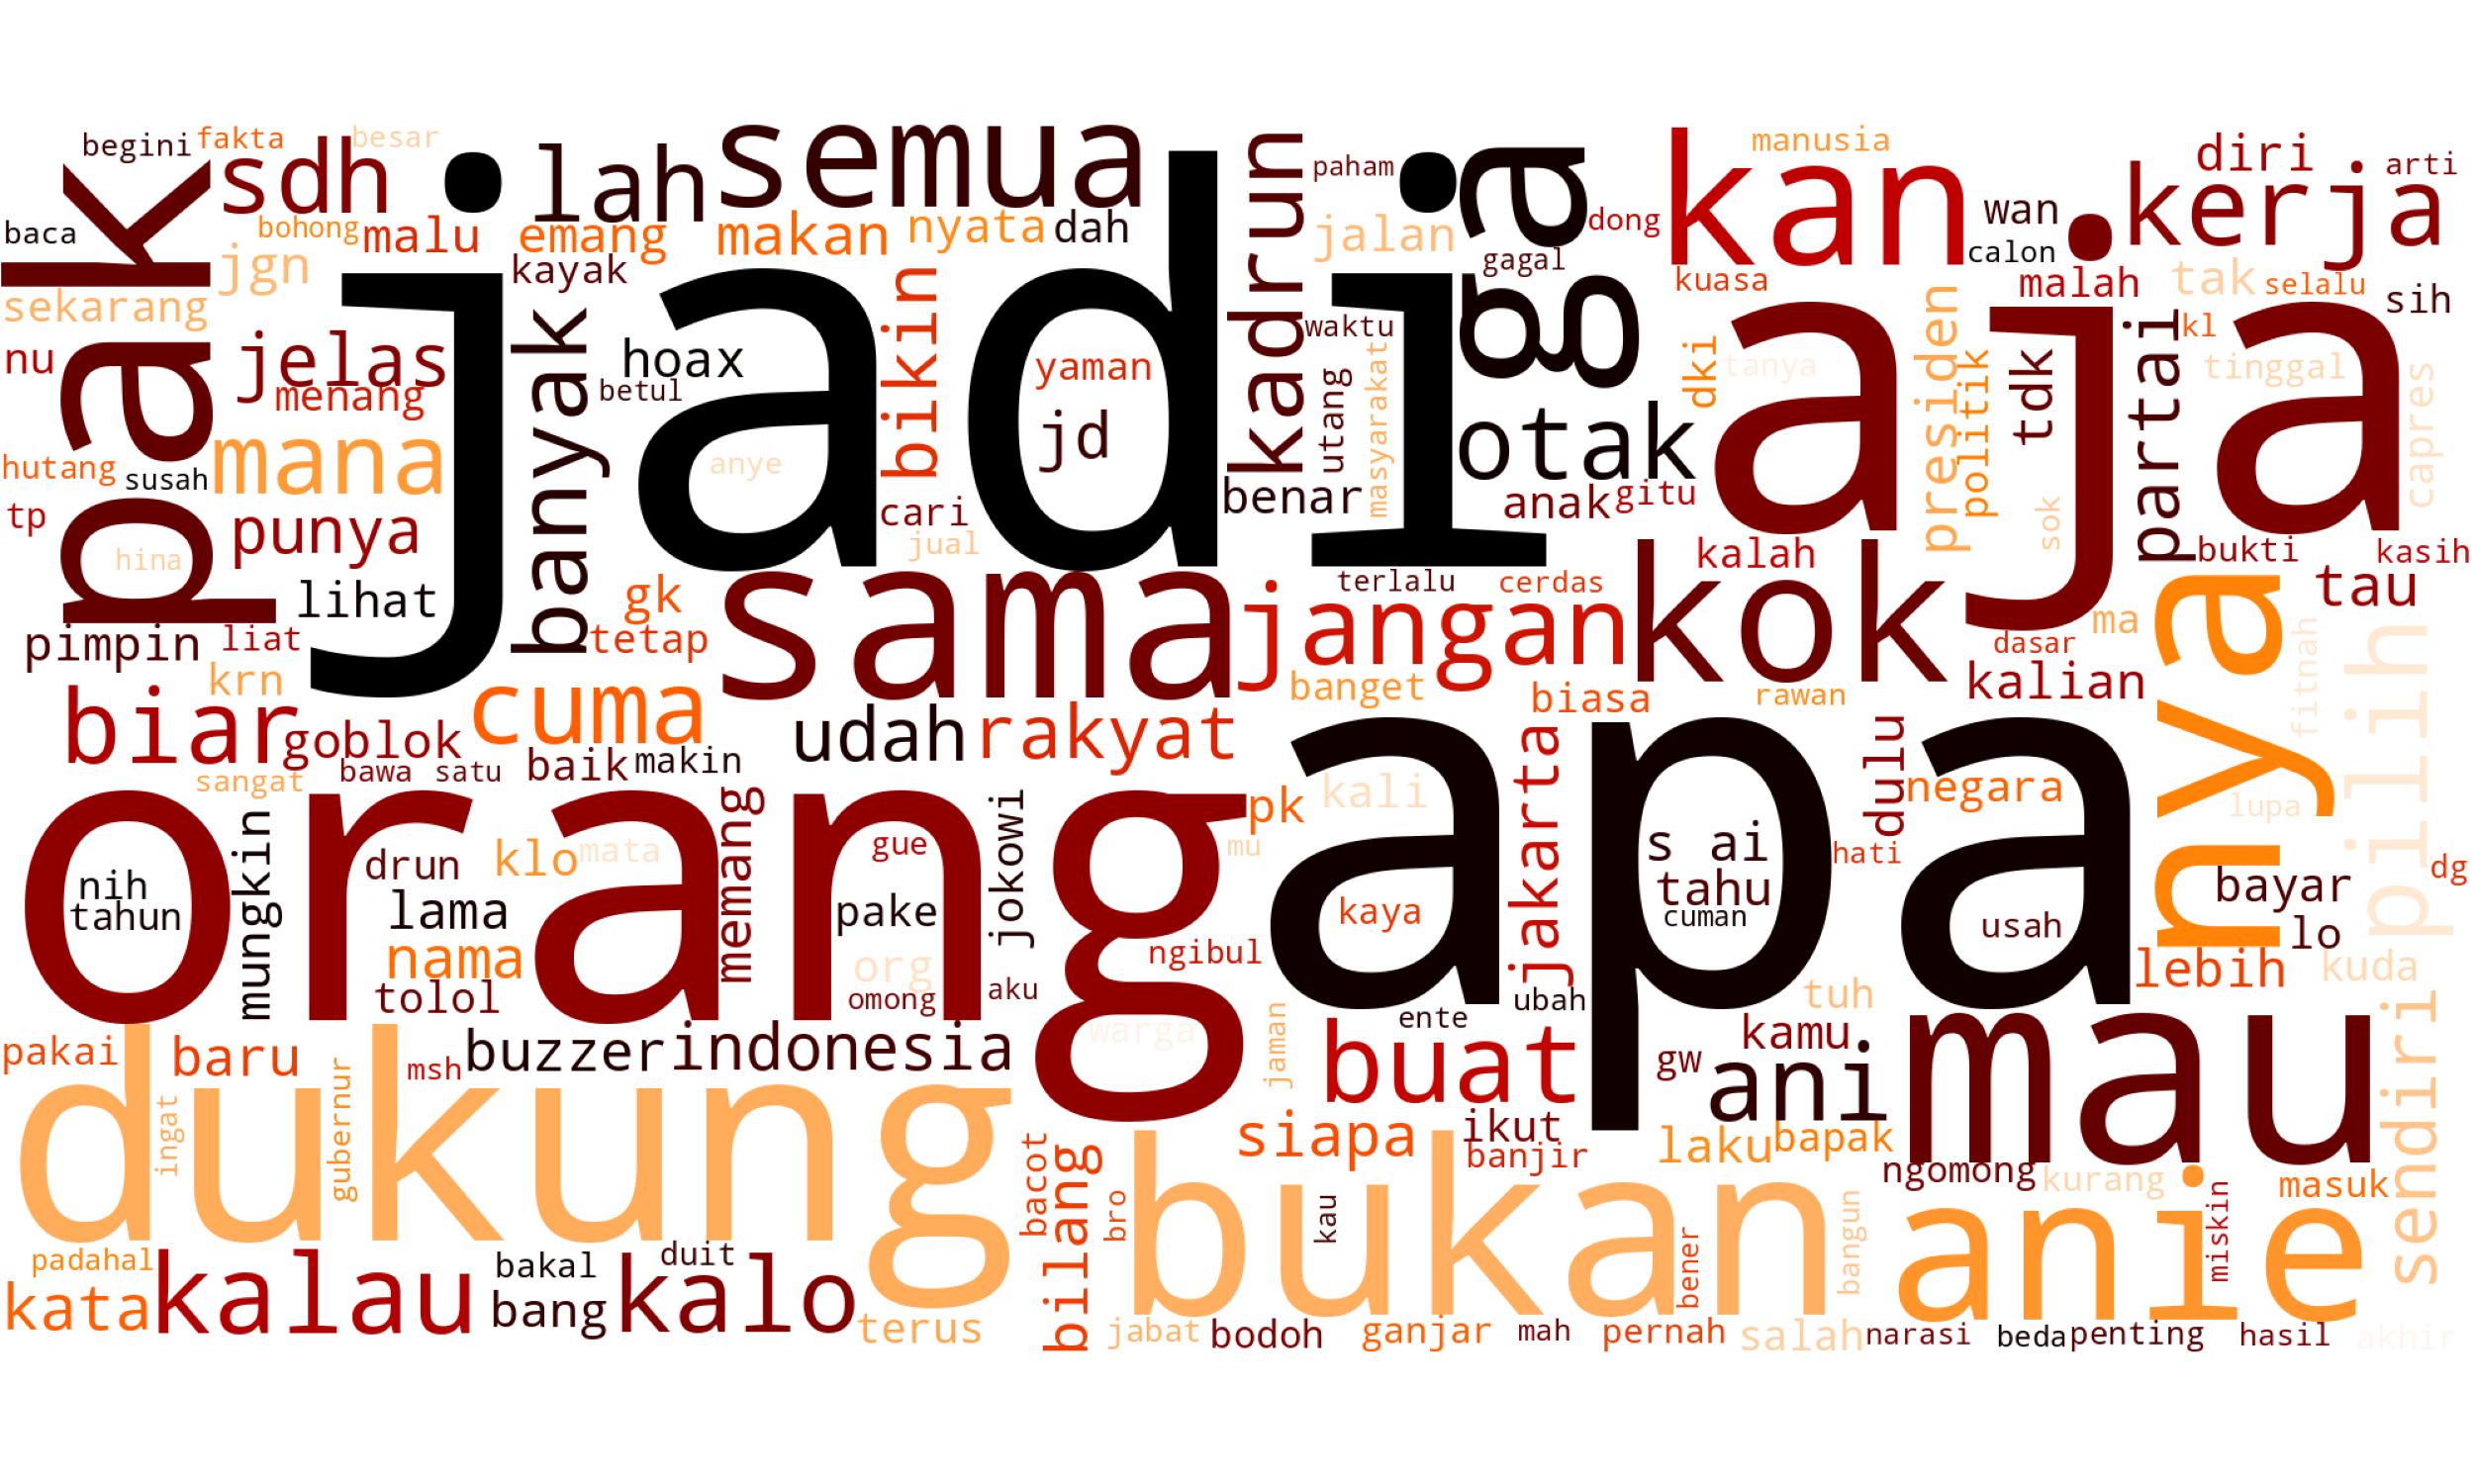 begini
fakta
besar
sdh
lah
semua
kadrun
paham
ga
kan
manusia
kerja
diri
arti
wan
calon
dong
baca
pak
bohong
malu
emang
makan
nyata
dah
jalan
gagal
kuasa
malah
tak
selalu
sih
jgn
kayak
sekarang
jadi
aja
nu
jelas
menang
banyak
hoax
betul
bikin
yaman
jd
waktu
utang
masyarakat
otak
dki
tanya
presiden
politik
tdk
partai
kl
tinggal
capres
hutang
susah
mana
anye
benar
anak
gitu
sok
tp
punya
cari
jual
hina
lihat
gk
tetap
sama
jangan
terlalu
cerdas
kalah
kok
bukti
kasih
tau
pimpin
liat
krn
banget
biasa
rawan
dasar
ma
kalian
nya
fitnah
pilih
biar
goblok
cuma
udah
rakyat
sangat
bawa
satu
baik
makin
jakarta
dulu
negara
lupa
orang
apa
nih
tahun
mungkin
drun
klo
mata
memang
gue
jokowi
mu
pk
kali
s ai
tahu
cuman
hati
dg
bayar
lama
pake
kaya
usah
lo
nama
tolol
org
omong
aku
ngibul
ubah
tuh
lebih
kuda
pakai
baru
msh
buzzer
indonesia
warga
jaman
buat
ente
gw
kamu
ani
mau
sendiri
dukung
ingat
gubernur
bacot
bilang
bro
siapa
ikut
banjir
laku
bapak
ngomong
kurang
masuk
bukan
kau
bener
bangun
anie
miskin
padahal
kata
kalau
bakal
bang
duit
kalo
terus
jabat
bodoh
ganjar
mah
pernah
salah
narasi
beda
penting
hasil
akhir